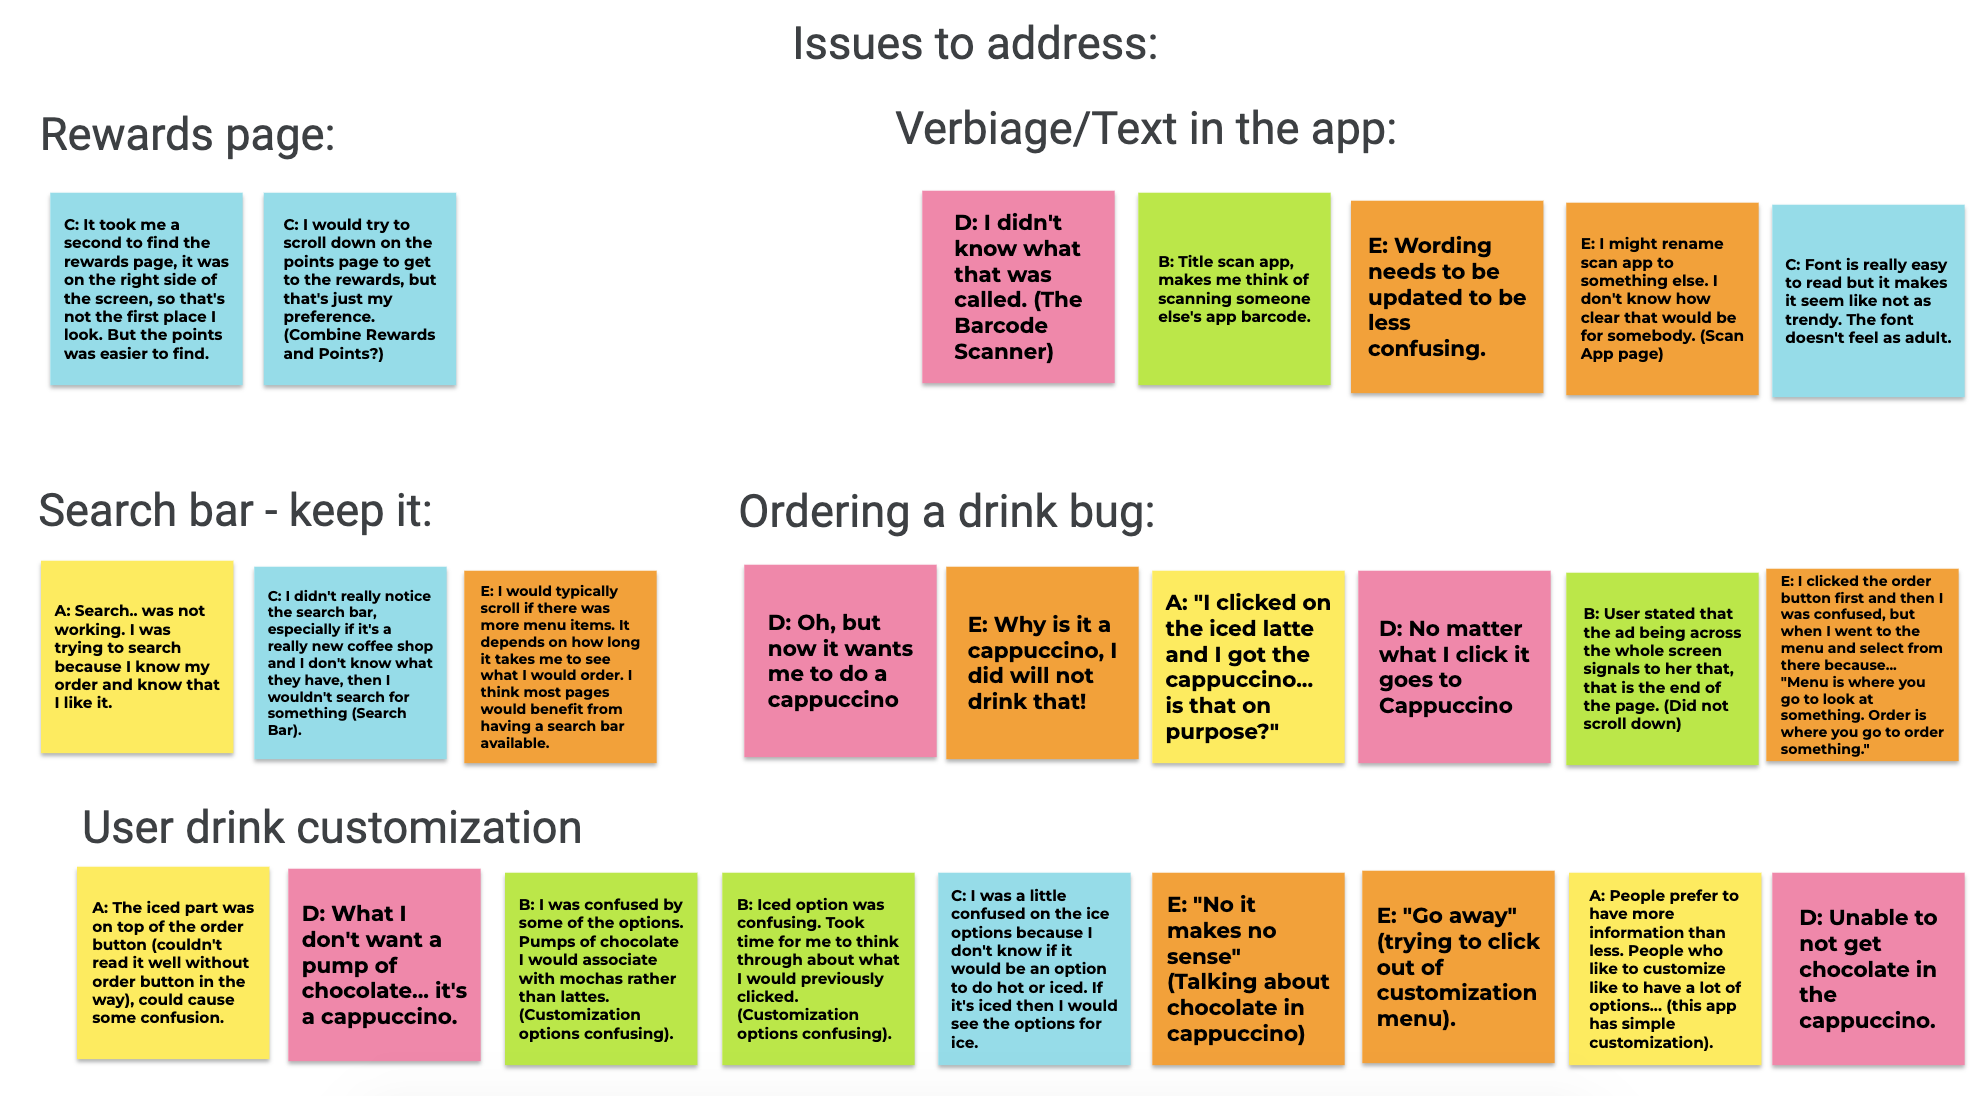 Issues to address:
Rewards page:
C: It took me a
second to find the
rewards page, it was
on the right side of
the screen, so that's
not the first place I
look. But the points
was easier to find.
C: I would try to
scroll down on the
points page to get
to the rewards, but
that's just my
preference.
(Combine Rewards
and Points?)
Verbiage/Text in the app:
D: I didn't
know what
that was
called. (The
Barcode
Scanner)
B: Title scan app,
makes me think of
scanning someone
else's app barcode.
E: Wording
needs to be
updated to be
less
confusing.
E: I might rename
scan app to
something else. I
don't know how
clear that would be
for somebody. (Scan
App page)
C: Font is really easy
to read but it makes
it seem like not as
trendy. The font
doesn't feel as adult.
Search bar - keep it:
A: Search.. was not
working. I was
trying to search
because I know my
order and know that
I like it.
C: I didn't really notice
the search bar,
especially if it's a
really new coffee shop
and I don't know what
they have, then I
wouldn't search for
something (Search
Bar).
E: I would typically
scroll if there was
more menu items. It
depends on how long
it takes me to see
what I would order. I
think most pages
would benefit from
having a search bar
available.
Ordering a drink bug:
D: Oh, but
now it wants
me to do a
cappuccino
E: Why is it a
cappuccino, I
did will not
drink that!
A: "I clicked on
the iced latte
and I got the
cappuccino...
is that on
purpose?"
D: No matter
what I click it
goes to
Cappuccino
B: User stated that
the ad being across
the whole screen
signals to her that,
that is the end of
the page. (Did not
scroll down)
E: I clicked the order
button first and then I
was confused, but
when I went to the
menu and select from
there because...
"Menu is where you
go to look at
something. Order is
where you go to order
something."
User drink customization
A: The iced part was
on top of the order
button (couldn't
read it well without
order button in the
way), could cause
some confusion.
D: What I
don't want a
pump of
chocolate... it's
a cappuccino.
B: I was confused by
some of the options.
Pumps of chocolate
I would associate
with mochas rather
than lattes.
(Customization
options confusing).
B: Iced option was
confusing. Took
time for me to think
through about what
I would previously
clicked.
(Customization
options confusing).
C: I was a little
confused on the ice
options because I
don't know if it
would be an option
to do hot or iced. If
it's iced then I would
see the options for
ice.
E: "No it
makes no
sense"
(Talking about
chocolate in
cappuccino)
E: "Go away"
(trying to click
out of
customization
menu).
A: People prefer to
have more
information than
less. People who
like to customize
like to have a lot of
options... (this app
has simple
customization).
D: Unable to
not get
chocolate in
the
cappuccino.